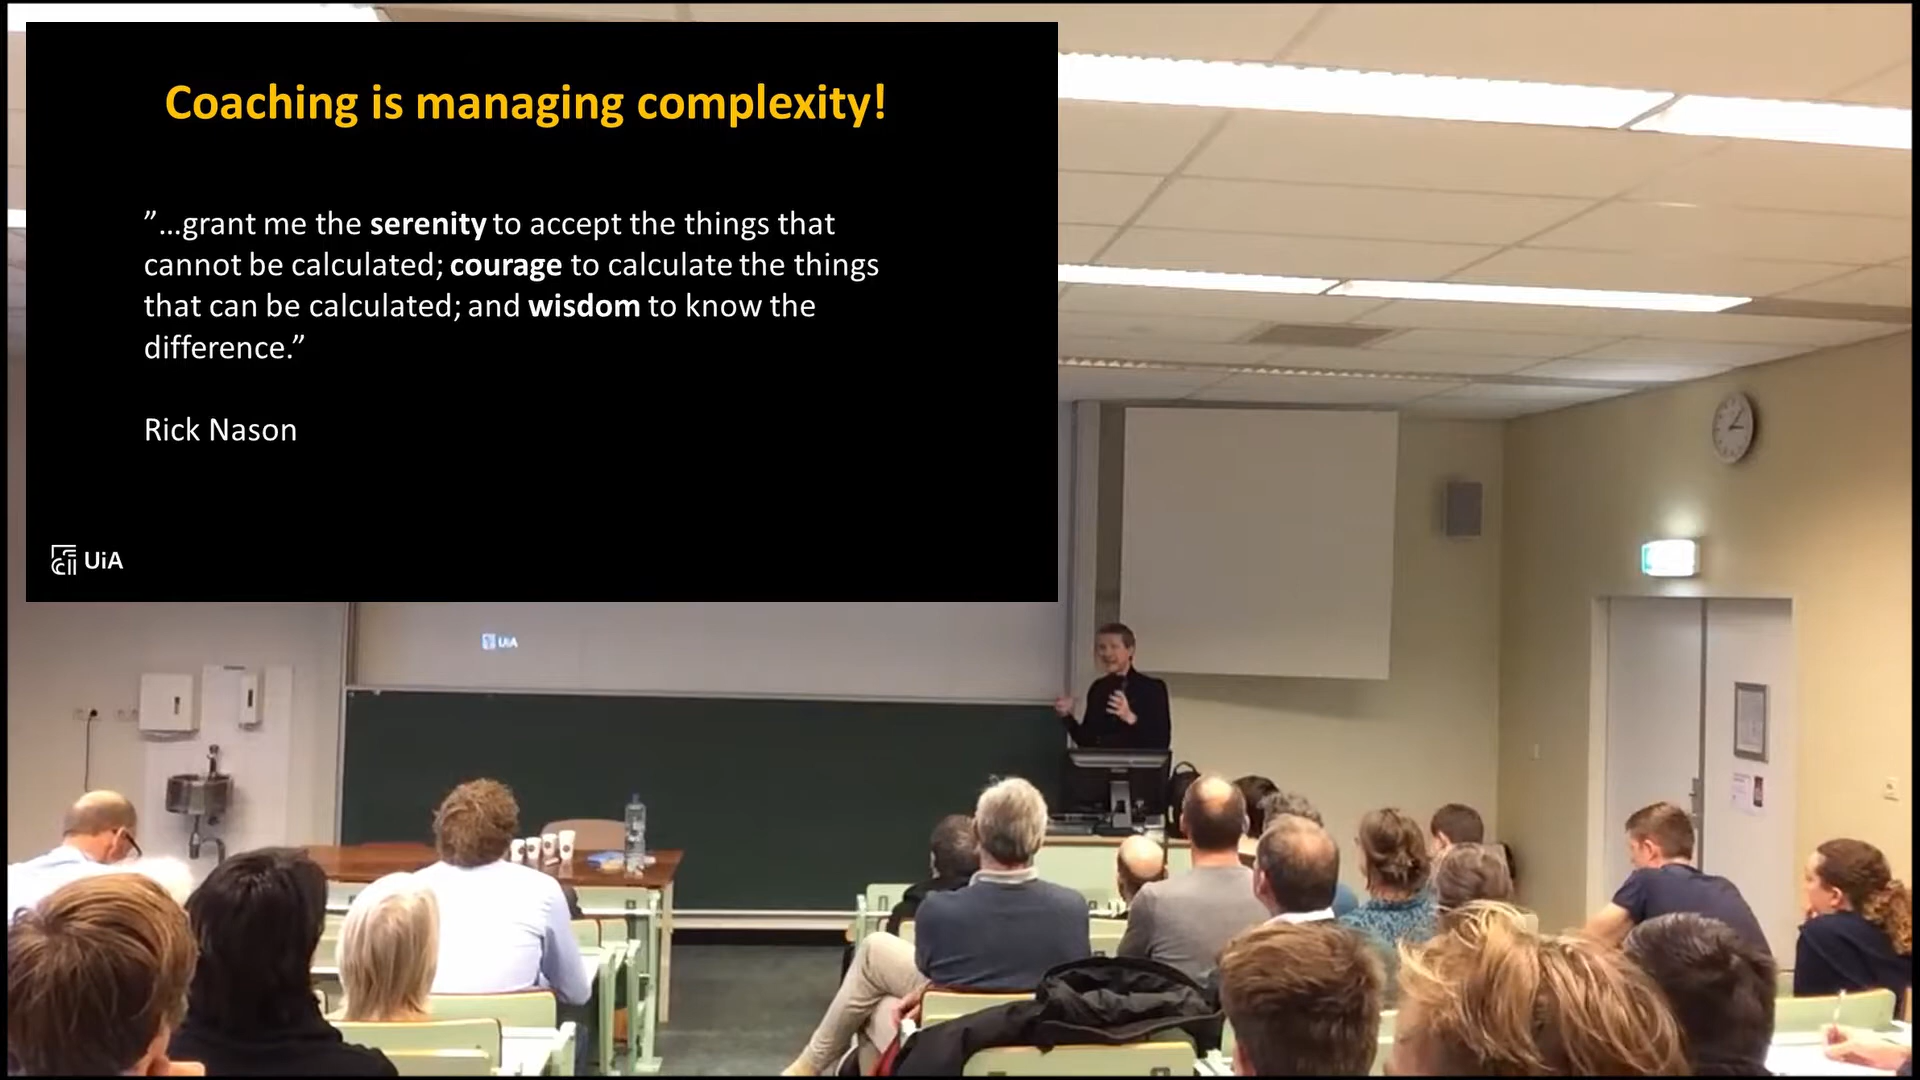 Coaching is managing complexity!
”...grant me the serenity to accept the things that
cannot be calculated; courage to calculate the things
that can be calculated; and wisdom to know the
difference.”
Rick Nason
UiA
UiA